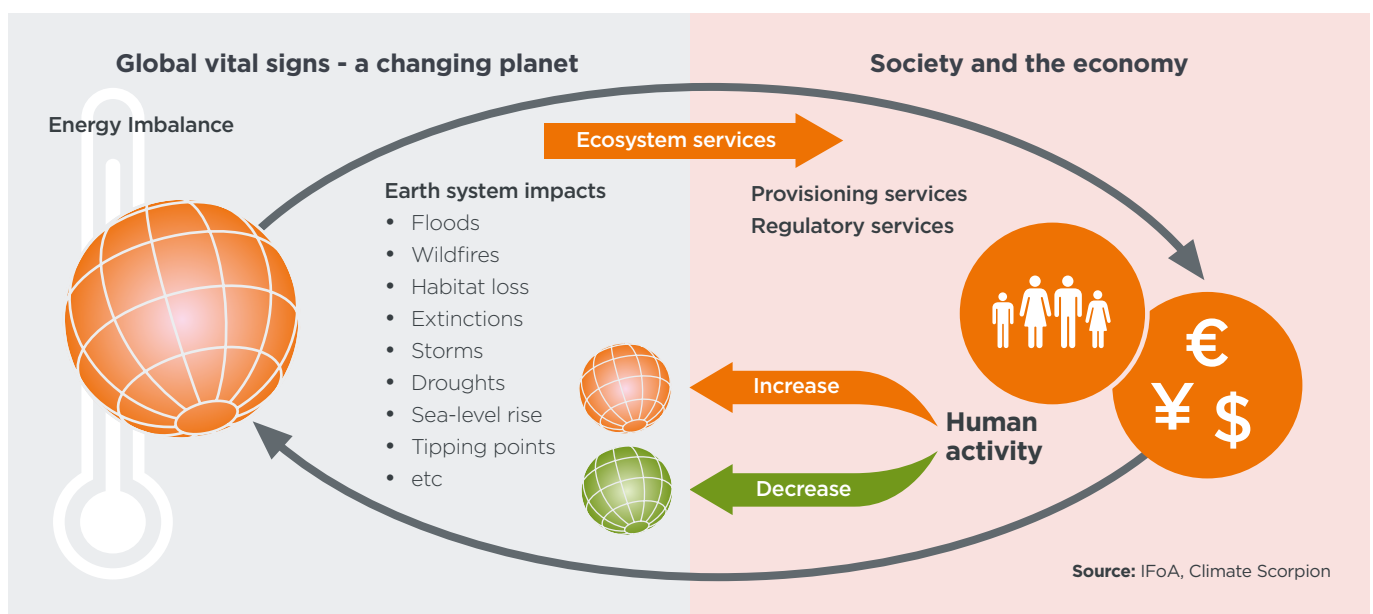 Global vital signs - a changing planet
Society and the economy
Energy Imbalance
Ecosystem services
Earth system impacts
• Floods
• Wildfires
• Habitat loss
• Extinctions
• Storms
• Droughts
• Sea-level rise
• Tipping points
• etc
Provisioning services
Regulatory services
€
¥ $
Increase
Decrease
Human
activity
Source: IFoA, Climate Scorpion